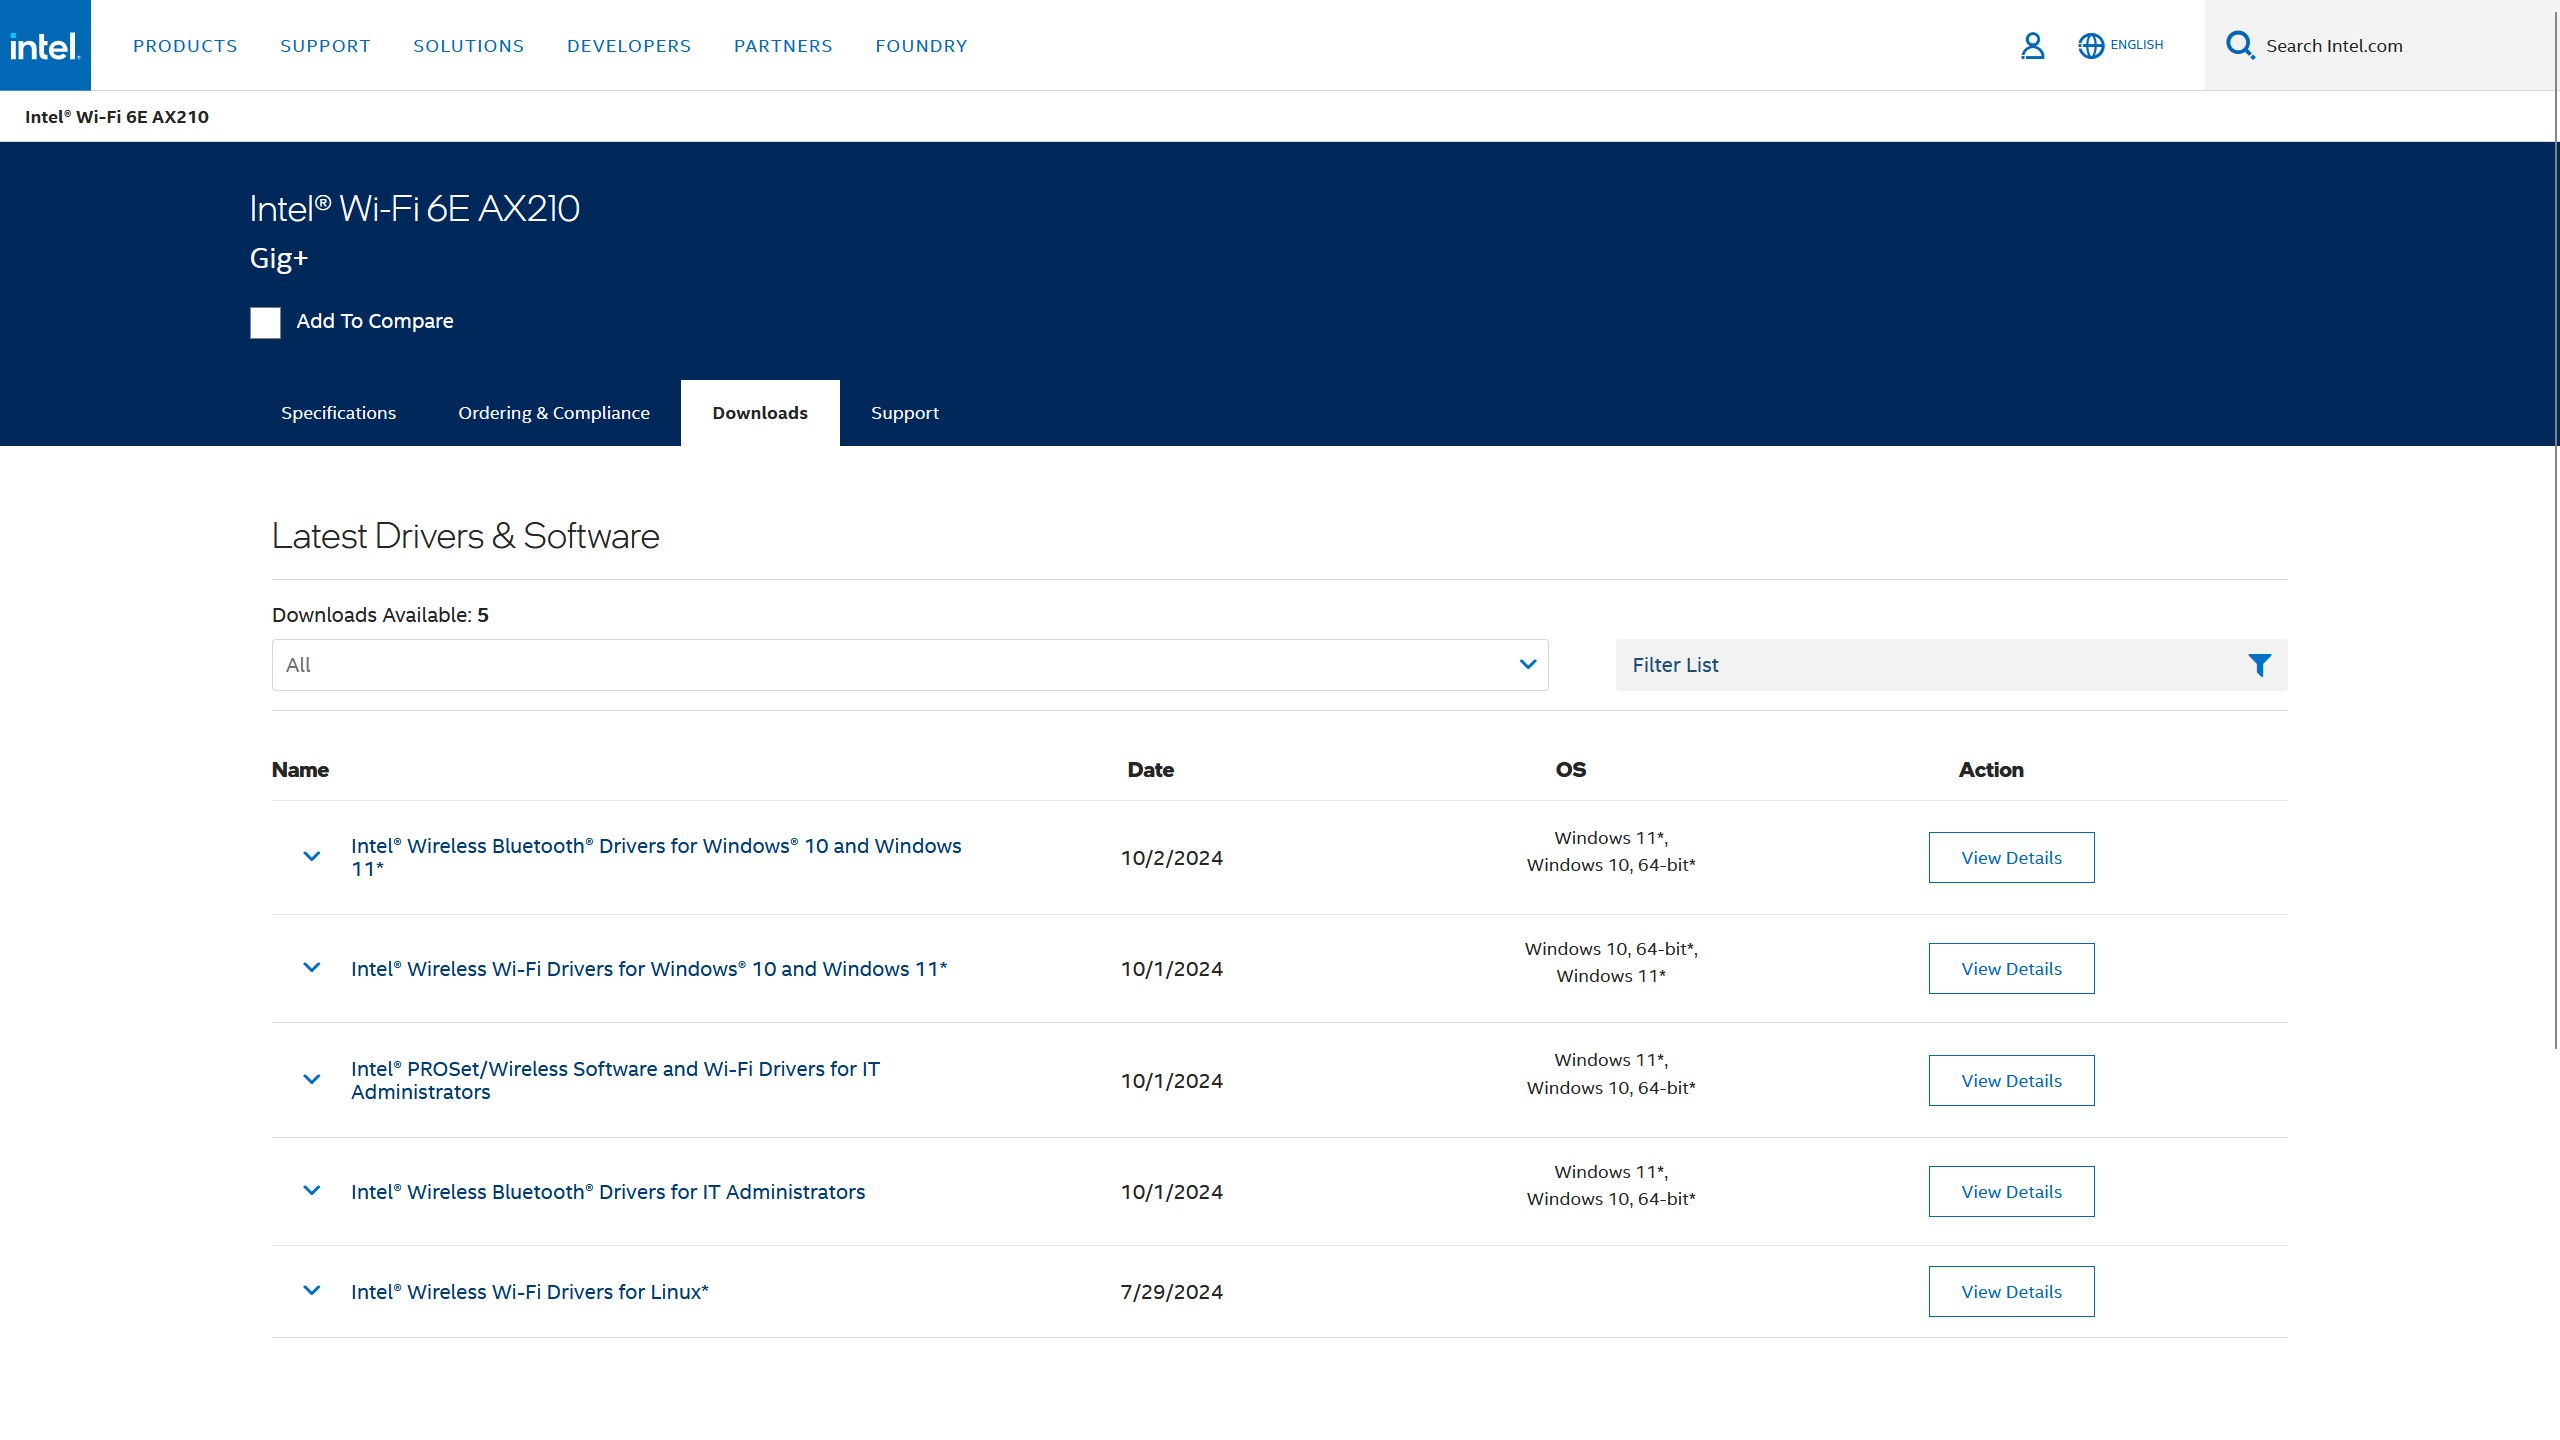 intel.
PRODUCTS SUPPORT SOLUTIONS DEVELOPERS PARTNERS FOUNDRY
ENGLISH
Search Intel.com
Intel® Wi-Fi 6E AX210
Intel® Wi-Fi 6E AX210
Gig+
Add To Compare
Specifications Ordering & Compliance Downloads Support
Latest Drivers & Software
Downloads Available: 5
All
Filter List
Name Date OS Action
Intel® Wireless Bluetooth® Drivers for Windows® 10 and Windows
11*
10/2/2024
Windows 11*,
Windows 10, 64-bit*
View Details
Intel® Wireless Wi-Fi Drivers for Windows® 10 and Windows 11*
10/1/2024
Windows 10, 64-bit*,
Windows 11*
View Details
Intel® PROSet/Wireless Software and Wi-Fi Drivers for IT
Administrators
10/1/2024
Windows 11*,
Windows 10, 64-bit*
View Details
Intel® Wireless Bluetooth® Drivers for IT Administrators
10/1/2024
Windows 11*,
Windows 10, 64-bit*
View Details
Intel® Wireless Wi-Fi Drivers for Linux*
7/29/2024
View Details